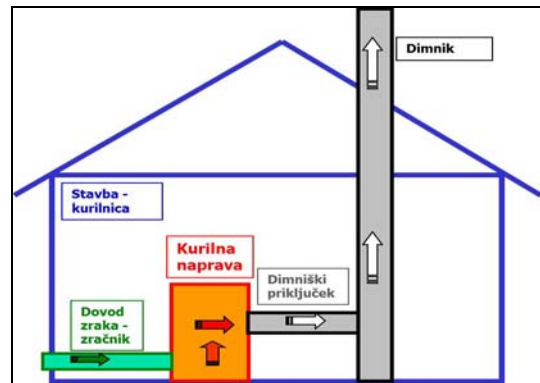 Dimnik
Stavba -
kurilnica
Kurilna
naprava
Dimniški
priključek
Dovod
zraka -
zračnik